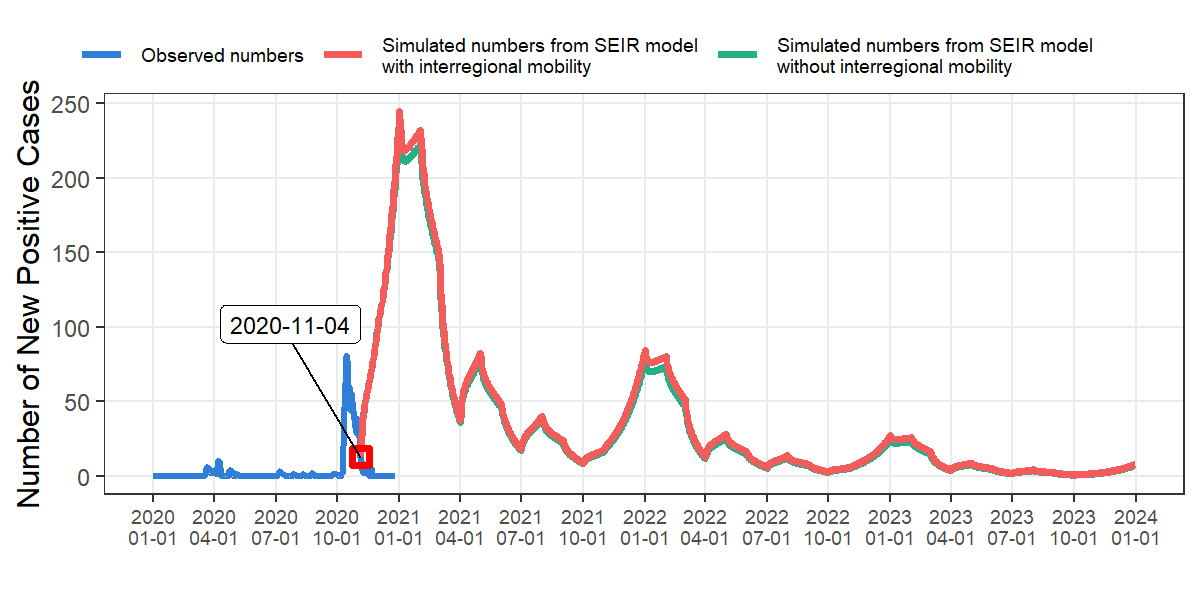 Observed numbers
Simulated numbers from SEIR model
with interregional mobility
Simulated numbers from SEIR model
without interregional mobility
Number of New Positive Cases
250
200
150
100
50
0
2020-11-04
2020 2020 2020 2020 2021 2021 2021 2021 2022 2022 2022 2022 2023 2023 2023 2023 2024
01-01 04-01 07-01 10-01 01-01 04-01 07-01 10-01 01-01 04-01 07-01 10-01 01-01 04-01 07-01 10-01 01-01